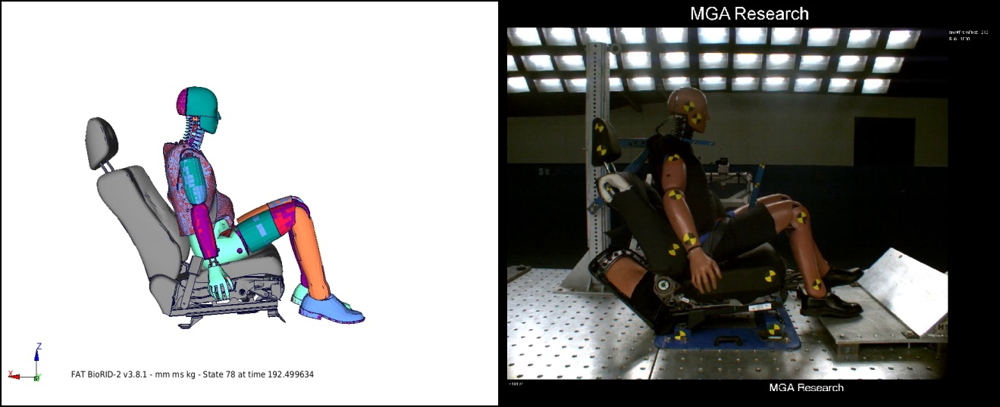 MGA Research
Z
X
Y
FAT BioRID-2 v3.8.1 - mm ms kg - State 78 at time 192.499634
MGA Research